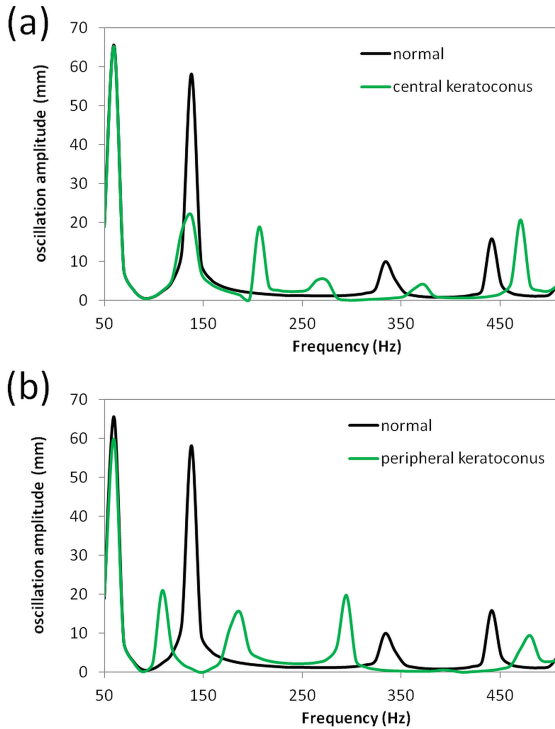 (a)
oscillation amplitude (mm)
70
60
50
40
30
20
10
0
normal
central keratoconus
50 150 250 350 450
Frequency (Hz)
(b)
oscillation amplitude (mm)
70
60
50
40
30
20
10
0
normal
peripheral keratoconus
50 150 250 350 450
Frequency (Hz)